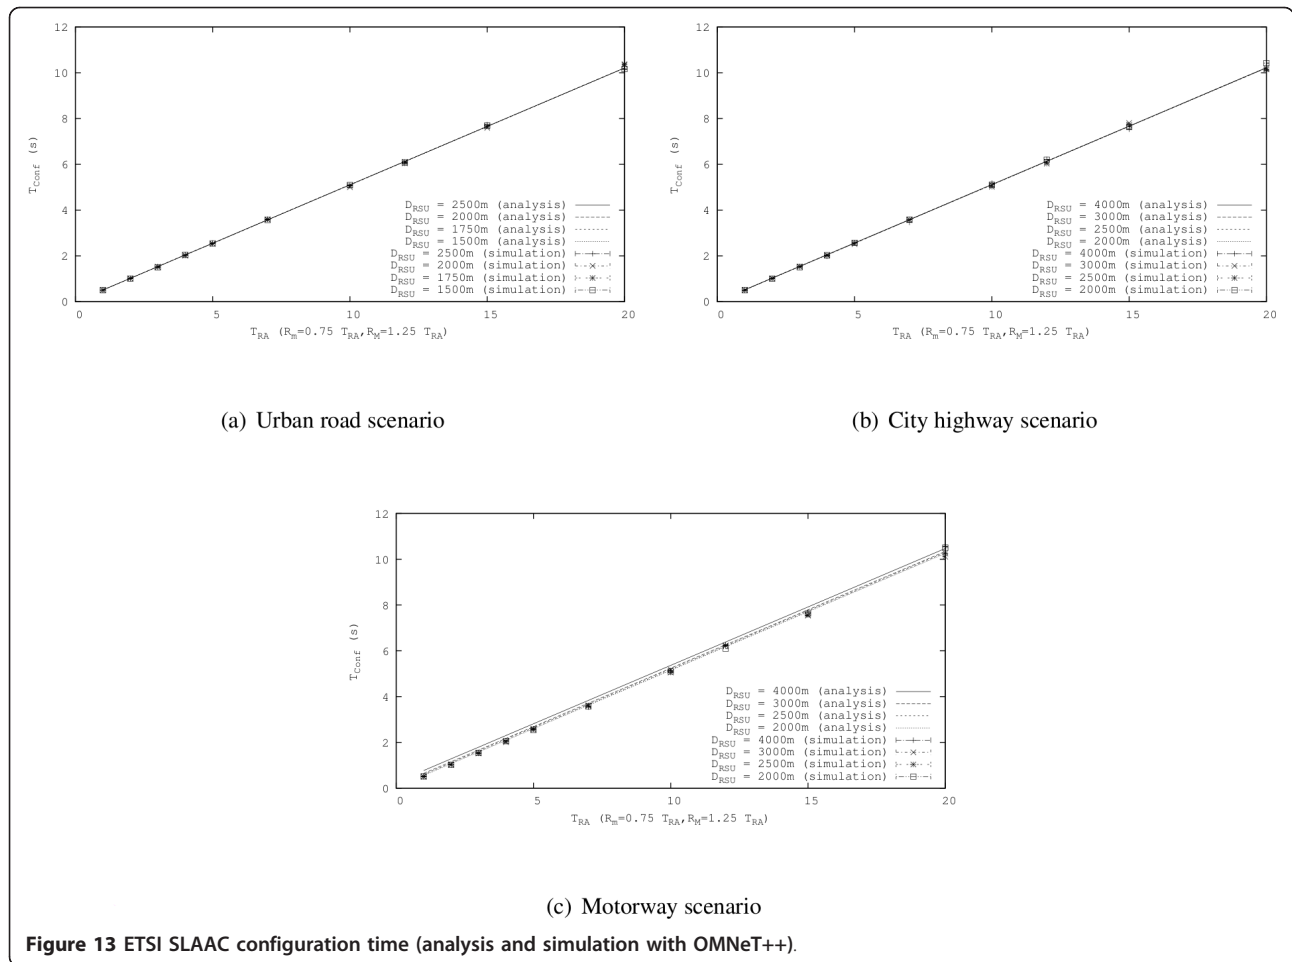 12
10
8
6
4
2
0
T_Conf (s)
D_RSU = 2500m (analysis)
D_RSU = 2000m (analysis)
D_RSU = 1750m (analysis)
D_RSU = 1500m (analysis)
D_RSU = 2500m (simulation)
D_RSU = 2000m (simulation)
D_RSU = 1750m (simulation)
D_RSU = 1500m (simulation)
0 5 10 15 20
T_RA (R_m=0.75 T_RA,R_M=1.25 T_RA)
(a) Urban road scenario
12
10
8
6
4
2
0
T_Conf (s)
D_RSU = 4000m (analysis)
D_RSU = 3000m (analysis)
D_RSU = 2500m (analysis)
D_RSU = 2000m (analysis)
D_RSU = 4000m (simulation)
D_RSU = 3000m (simulation)
D_RSU = 2500m (simulation)
D_RSU = 2000m (simulation)
0 5 10 15 20
T_RA (R_m=0.75 T_RA,R_M=1.25 T_RA)
(b) City highway scenario
12
10
8
6
4
2
0
T_Conf (s)
D_RSU = 4000m (analysis)
D_RSU = 3000m (analysis)
D_RSU = 2500m (analysis)
D_RSU = 2000m (analysis)
D_RSU = 4000m (simulation)
D_RSU = 3000m (simulation)
D_RSU = 2500m (simulation)
D_RSU = 2000m (simulation)
0 5 10 15 20
T_RA (R_m=0.75 T_RA,R_M=1.25 T_RA)
(c) Motorway scenario
Figure 13 ETSI SLAAC configuration time (analysis and simulation with OMNeT++).